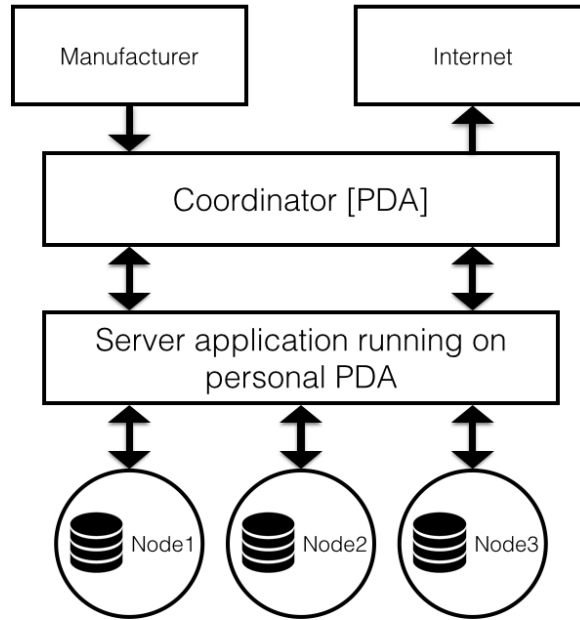 Manufacturer
Internet
Coordinator [PDA]
Server application running on
personal PDA
Node1
Node2
Node3